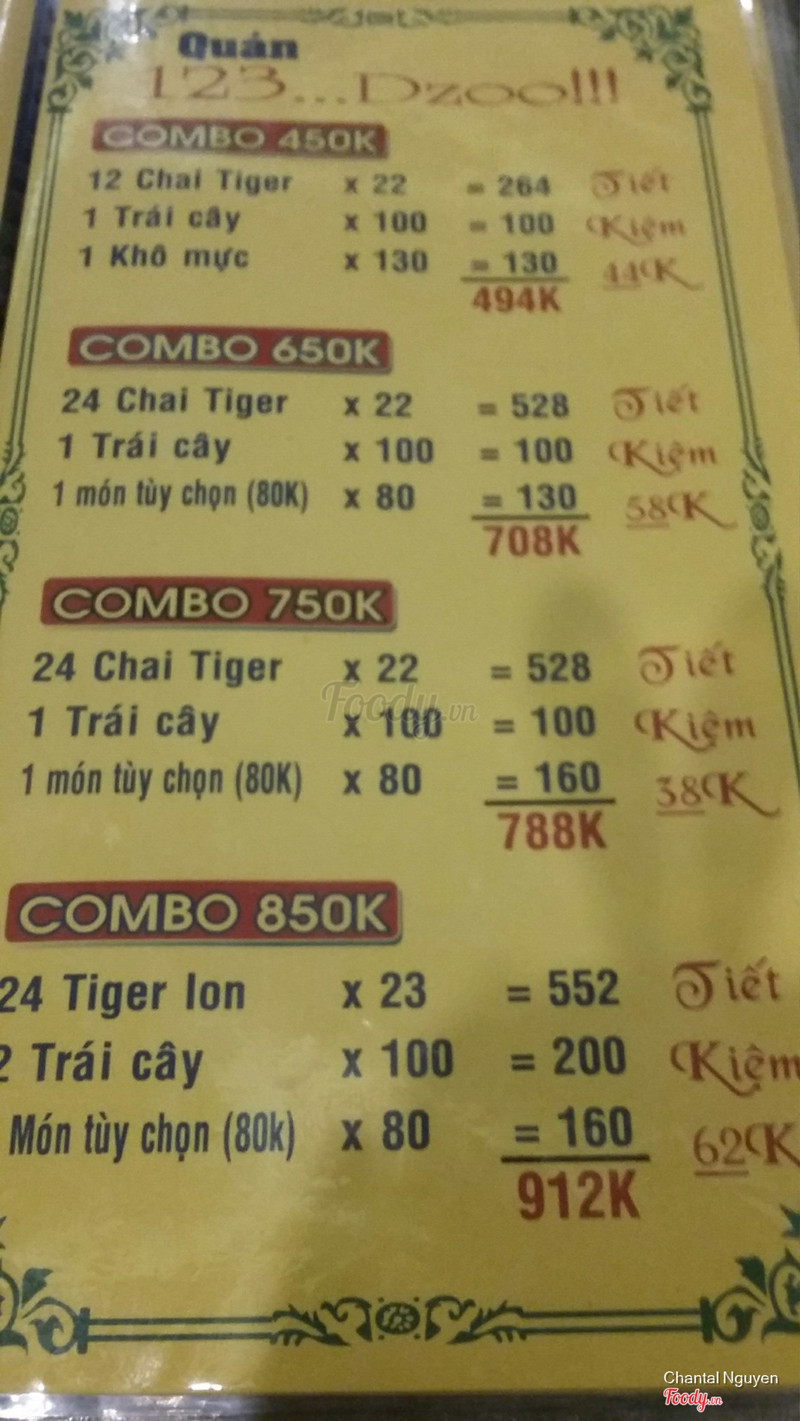 Quán
123...Dzoo!!!
COMBO 450K
12 Chai Tiger x 22 = 264 Tiết
1 Trái cây x 100 = 100 Kiệm
1 Khô mực x 130 = 130 44K
494K
COMBO 650K
24 Chai Tiger x 22 = 528 Tiết
1 Trái cây x 100 = 100 Kiệm
1 món tùy chọn (80K) x 80 = 130 58K
708K
COMBO 750K
24 Chai Tiger x 22 = 528 Tiết
1 Trái cây x 100 = 100 Kiệm
1 món tùy chọn (80K) x 80 = 160 38K
788K
Foody.vn
COMBO 850K
24 Tiger lon x 23 = 552 Tiết
2 Trái cây x 100 = 200 Kiệm
Món tùy chọn (80k) x 80 = 160 62K
912K
Chantal Nguyen
Foody.vn